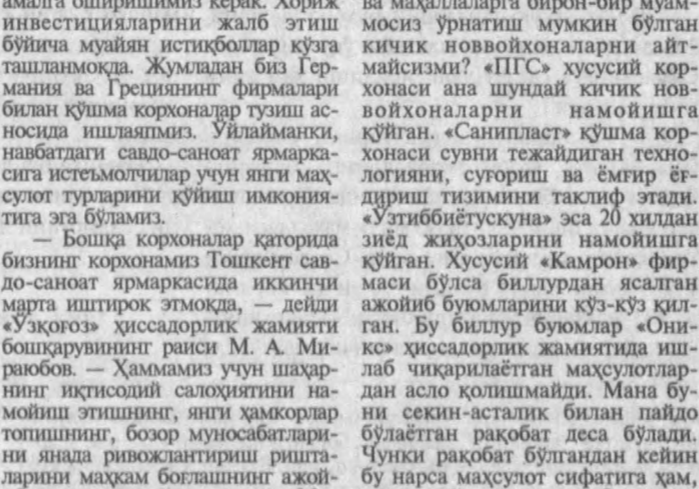 амалга оширишимиз керак. Хориж
инвестицияларини жалб этиш
бўйича муайян истиқболлар кўзга
ташланмоқда. Жумладан биз Гер-
мания ва Грециянинг фирмалари
билан қўшма корхоналар тузиш ас-
носида ишлаяпмиз. Ўйлайманки,
навбатдаги савдо-саноат ярмарка-
сига истеъмолчилар учун янги маҳ-
сулот турларини қўйиш имкония-
тига эга бўламиз.
— Бошқа корхоналар қаторида
бизнинг корхонамиз Тошкент сав-
до-саноат ярмаркасида иккинчи
марта иштирок этмоқда, — дейди
«Ўзқоғоз» ҳиссадорлик жамияти
бошқарувининг раиси М. А. Ми-
раюбов. — Ҳаммамиз учун шаҳар-
нинг иқтисодий салоҳиятини на-
мойиш этишнинг, янги ҳамкорлар
топишнинг, бозор муносабатлари-
ни янада ривожлантириш ришта-
ларини маҳкам боғлашнинг ажой-
ва маҳаллаларга бирон-бир муам-
мосиз ўрнатиш мумкин бўлган
кичик новвойхоналарни айт-
майсизми? «ПГС» хусусий кор-
хонаси ана шундай кичик нов-
войхоналарни намойишга
қўйган. «Санипласт» қўшма кор-
хонаси сувни тежайдиган техно-
логияни, суғориш ва ёмғир ёғ-
дириш тизимини таклиф этади.
«Узтиббиётускуна» эса 20 хилдан
зиёд жиҳозларини намойишга
қўйган. Хусусий «Камрон» фир-
маси бўлса биллурдан ясалган
ажойиб буюмларини кўз-кўз қил-
ган. Бу биллур буюмлар «Они-
кс» ҳиссадорлик жамиятида иш-
лаб чиқарилаётган маҳсулотлар-
дан асло қолишмайди. Мана бу-
ни секин-асталик билан пайдо
бўлаётган рақобат деса бўлади.
Чунки рақобат бўлгандан кейин
бу нарса маҳсулот сифатига ҳам,